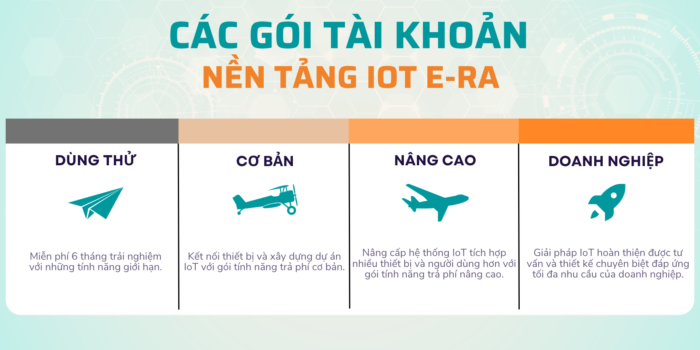 CÁC GÓI TÀI KHOẢN
NỀN TẢNG IOT E-RA
DÙNG THỬ
Miễn phí 6 tháng trải nghiệm
với những tính năng giới hạn.
CƠ BẢN
Kết nối thiết bị và xây dựng dự án
IoT với gói tính năng trả phí cơ bản.
NÂNG CAO
Nâng cấp hệ thống IoT tích hợp
nhiều thiết bị và người dùng hơn với
gói tính năng trả phí nâng cao.
DOANH NGHIỆP
Giải pháp IoT hoàn thiện được tư
vấn và thiết kế chuyên biệt đáp ứng
tối đa nhu cầu của doanh nghiệp.